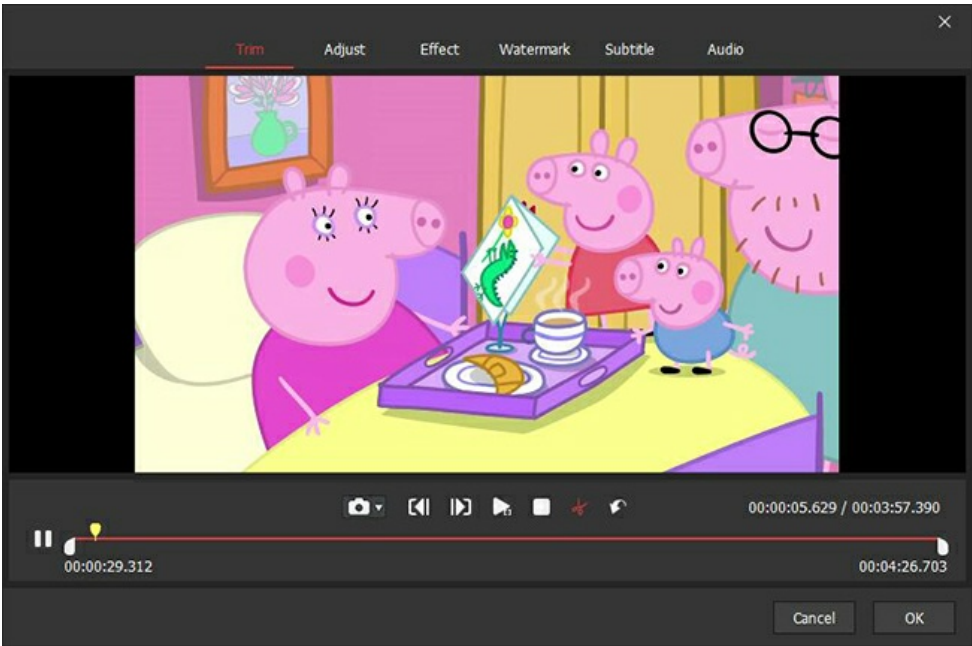 Trim Adjust Effect Watermark Subtitle Audio
00:00:05.629 / 00:03:57.390
00:00:29.312 00:04:26.703
Cancel OK